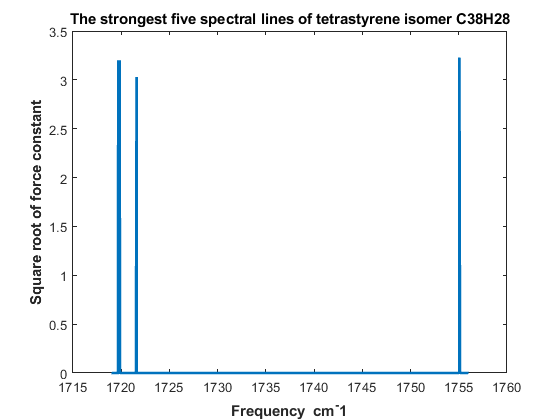 The strongest five spectral lines of tetrastyrene isomer C38H28
Square root of force constant
3.5
3
2.5
2
1.5
1
0.5
0
1715 1720 1725 1730 1735 1740 1745 1750 1755 1760
Frequency cm-1